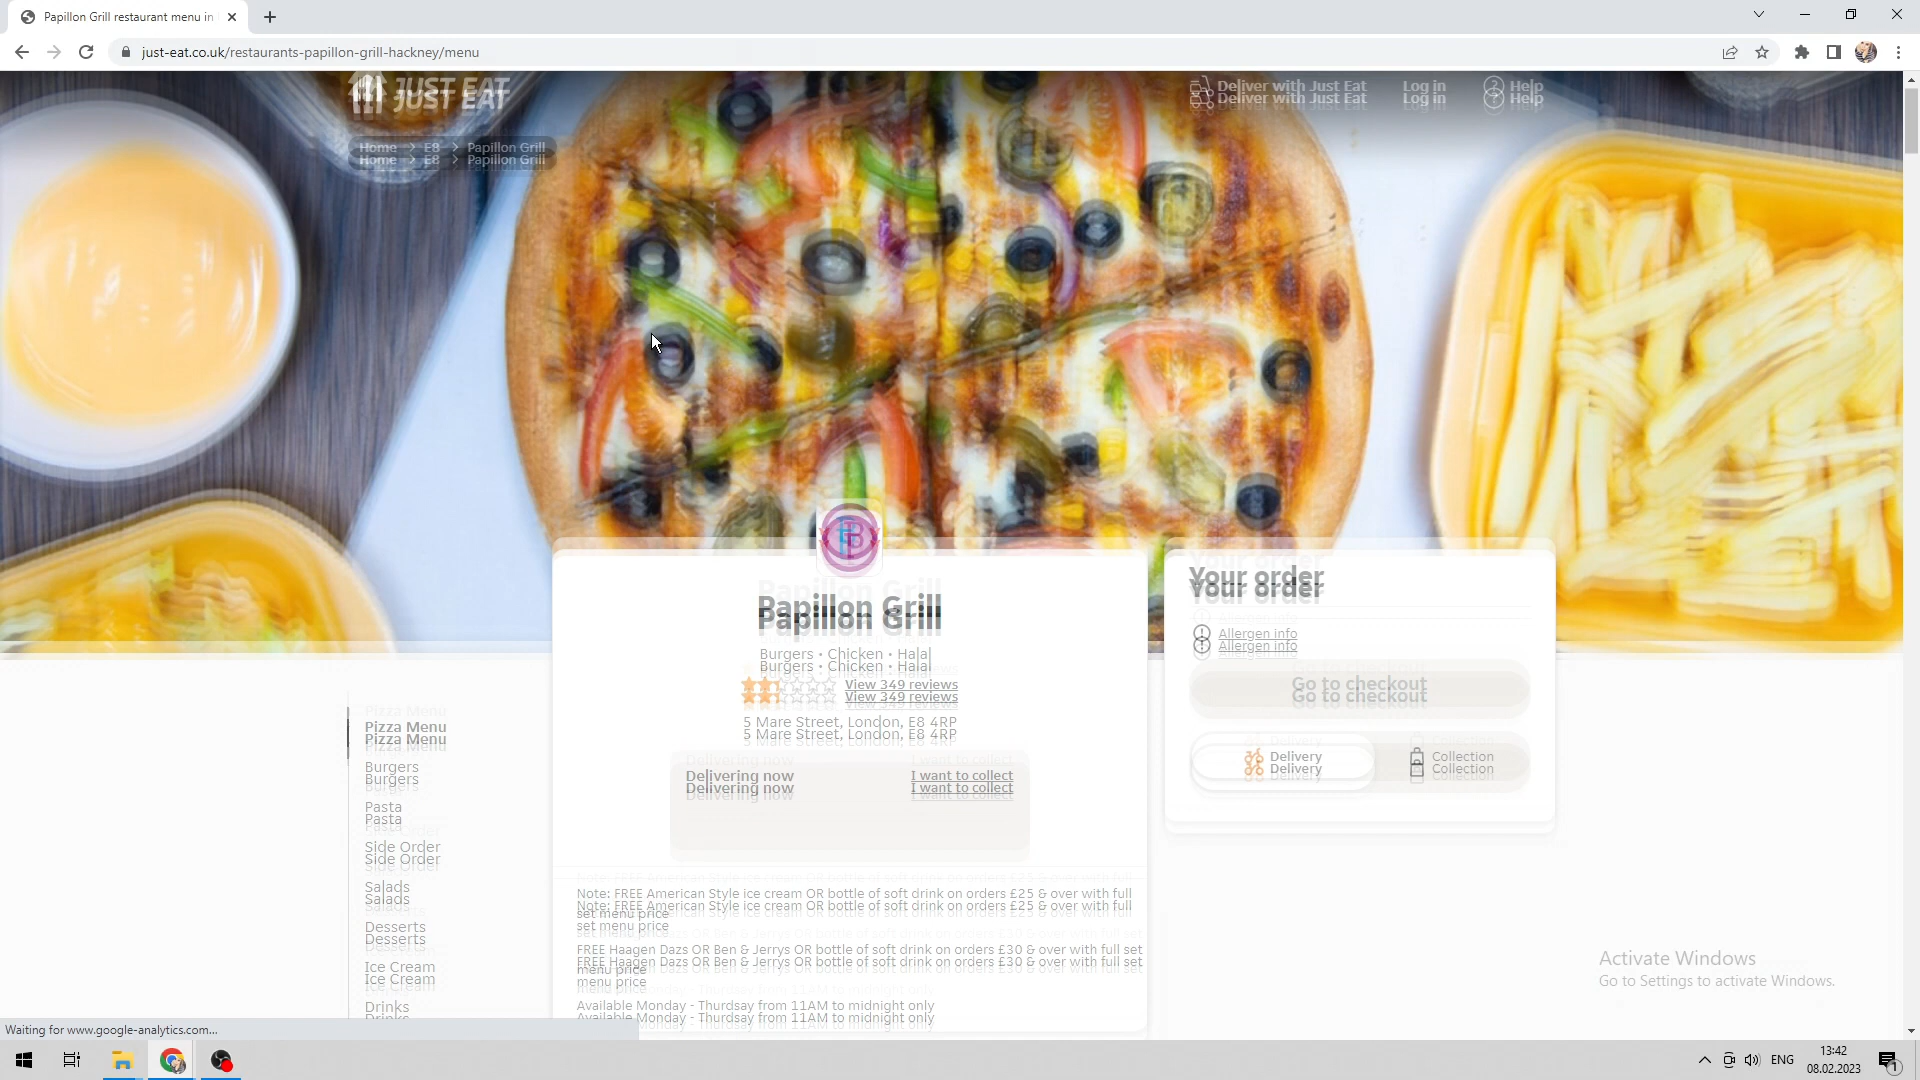 Papillon Grill restaurant menu in
just-eat.co.uk/restaurants-papillon-grill-hackney/menu
JUST EAT
Deliver with Just Eat
Log in
Help
Home > E8 > Papillon Grill
Papillon Grill
Burgers • Chicken • Halal
View 349 reviews
5 Mare Street, London, E8 4RP
Delivering now
I want to collect
Note: FREE American Style ice cream OR bottle of soft drink on orders £25 & over with full
set menu price
FREE Haagen Dazs OR Ben & Jerrys OR bottle of soft drink on orders £30 & over with full set
menu price
Available Monday - Thurdsay from 11AM to midnight only
Your order
Allergen info
Go to checkout
Delivery
Collection
Pizza Menu
Burgers
Pasta
Side Order
Salads
Desserts
Ice Cream
Drinks
Activate Windows
Go to Settings to activate Windows.
Waiting for www.google-analytics.com...
ENG
13:42
08.02.2023
1